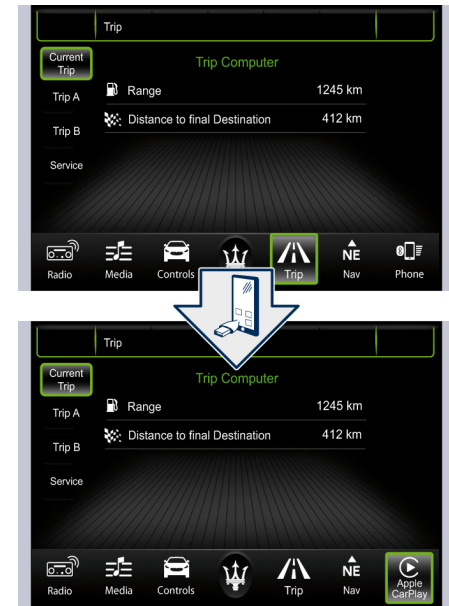 Trip
Current
Trip
Trip Computer
Range 1245 km
Trip A
Distance to final Destination 412 km
Trip B
Service
NE
Radio Media Controls Trip Nav Phone
Trip
Current
Trip
Trip Computer
Range 1245 km
Trip A
Distance to final Destination 412 km
Trip B
Service
NE
Radio Media Controls Trip Nav Apple
CarPlay